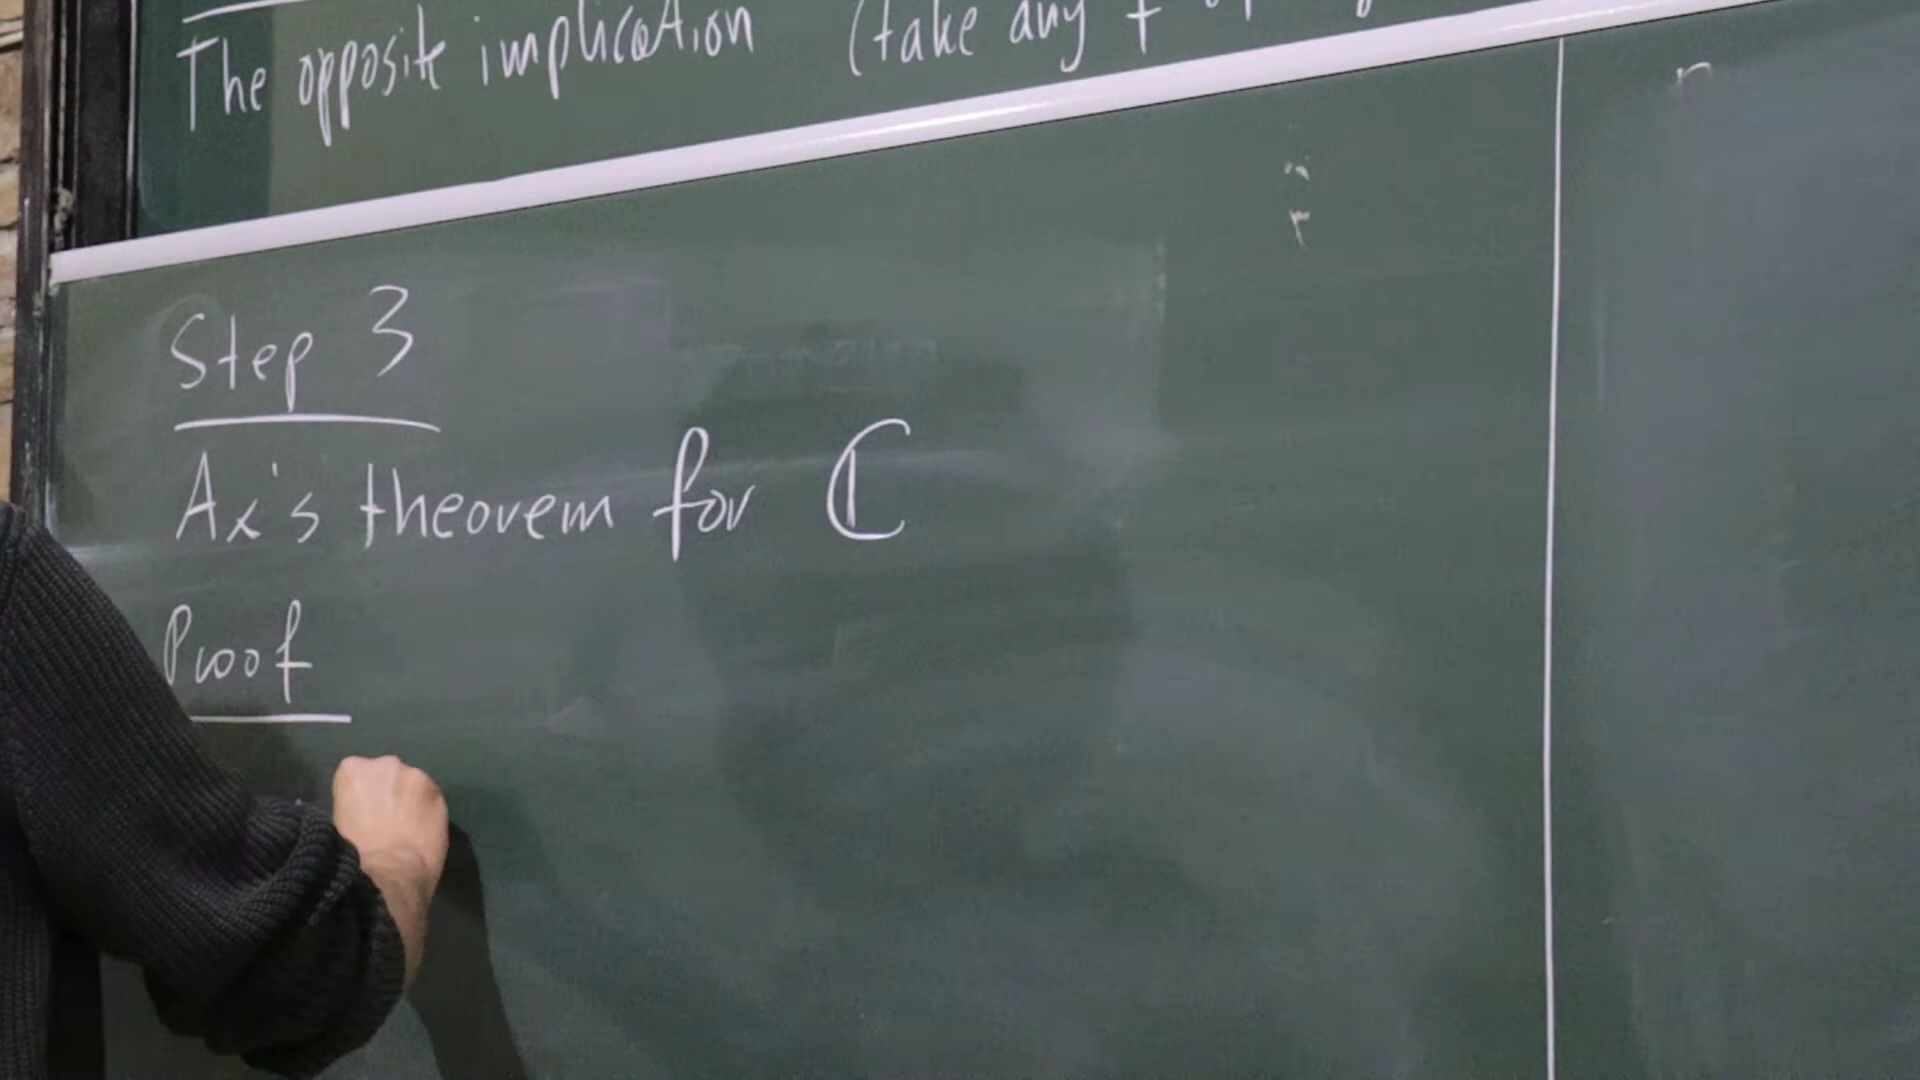 The opposite implication (take any f
Step 3
Ax's theorem for ℂ
Proof